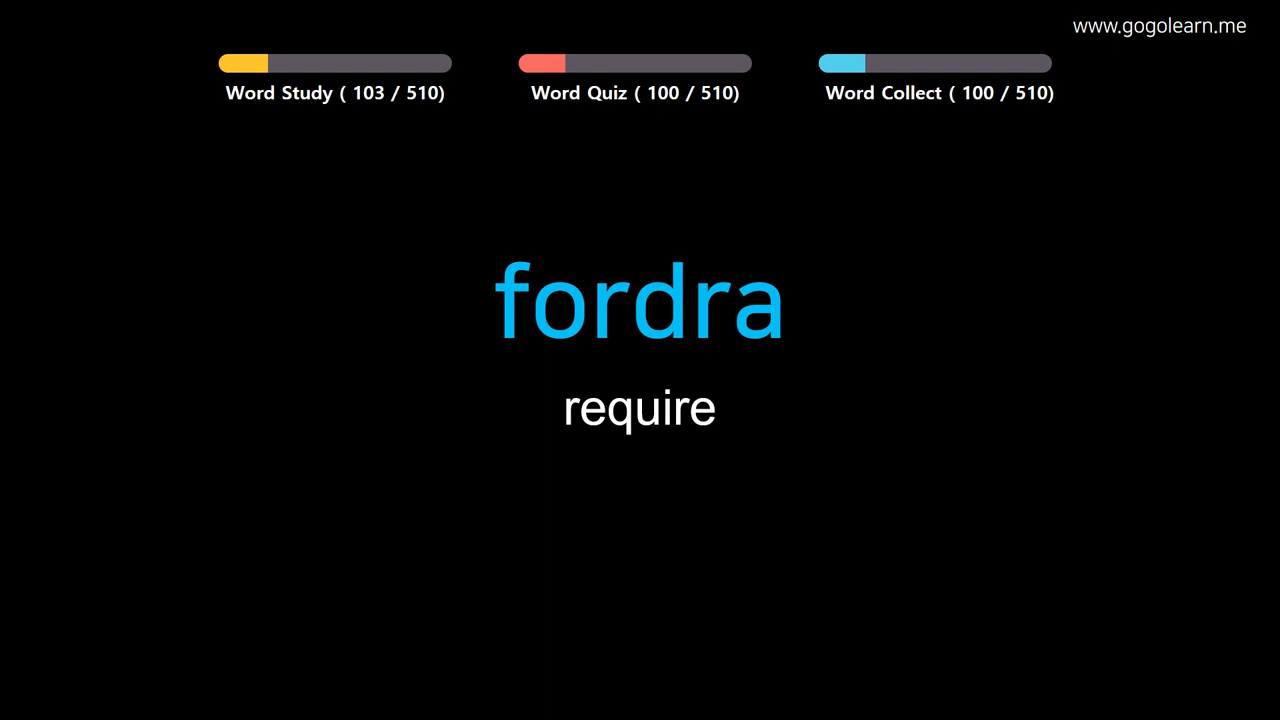 www.gogolearn.me
Word Study ( 103 / 510)
Word Quiz ( 100 / 510)
Word Collect ( 100 / 510)
fordra
require